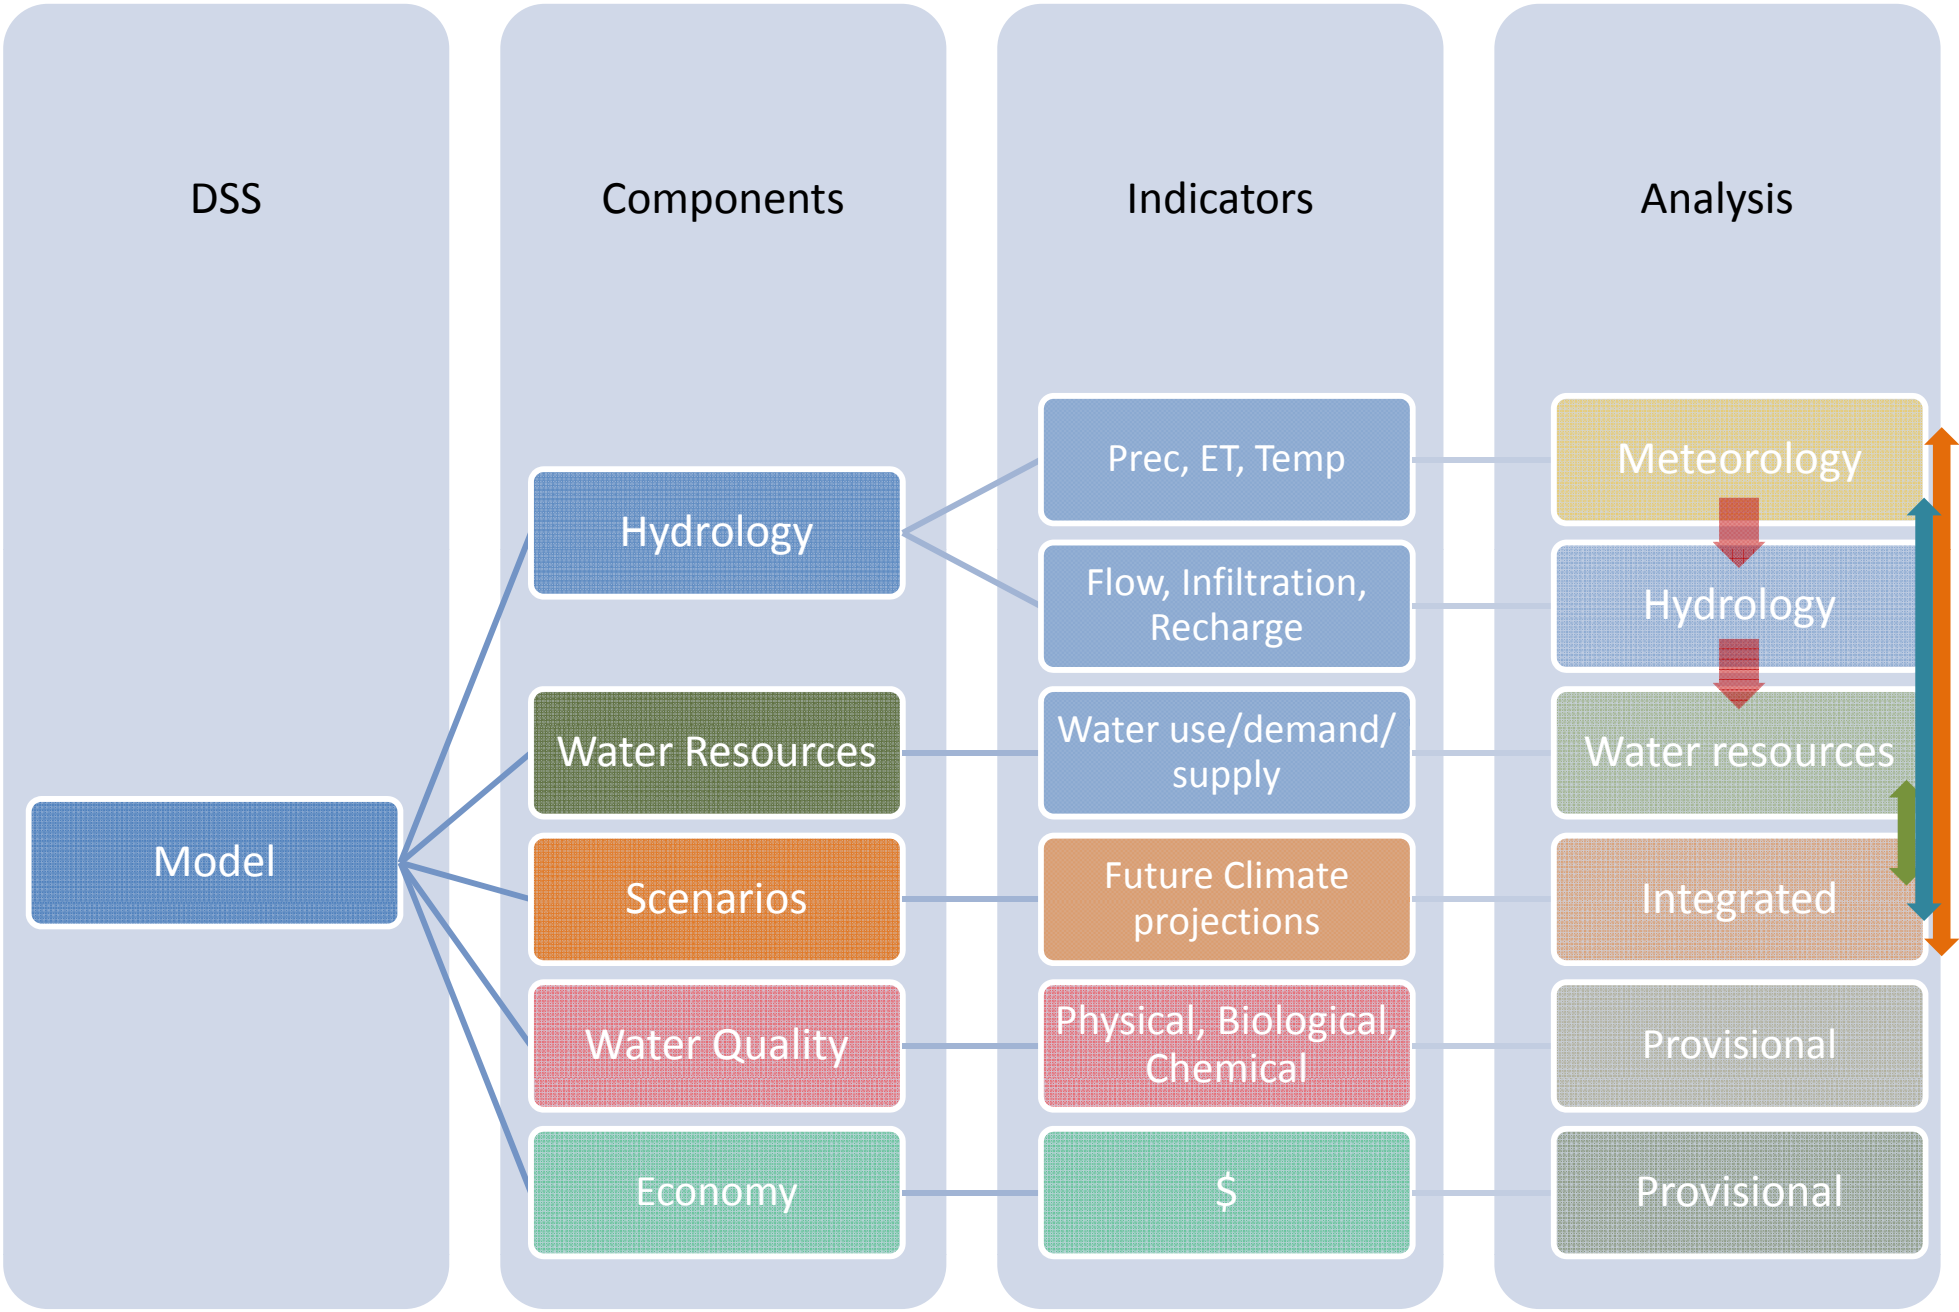 DSS
Components
Indicators
Analysis
Model
Hydrology
Water Resources
Scenarios
Water Quality
Economy
Prec, ET, Temp
Flow, Infiltration,
Recharge
Water use/demand/
supply
Future Climate
projections
Physical, Biological,
Chemical
$
Meteorology
Hydrology
Water resources
Integrated
Provisional
Provisional